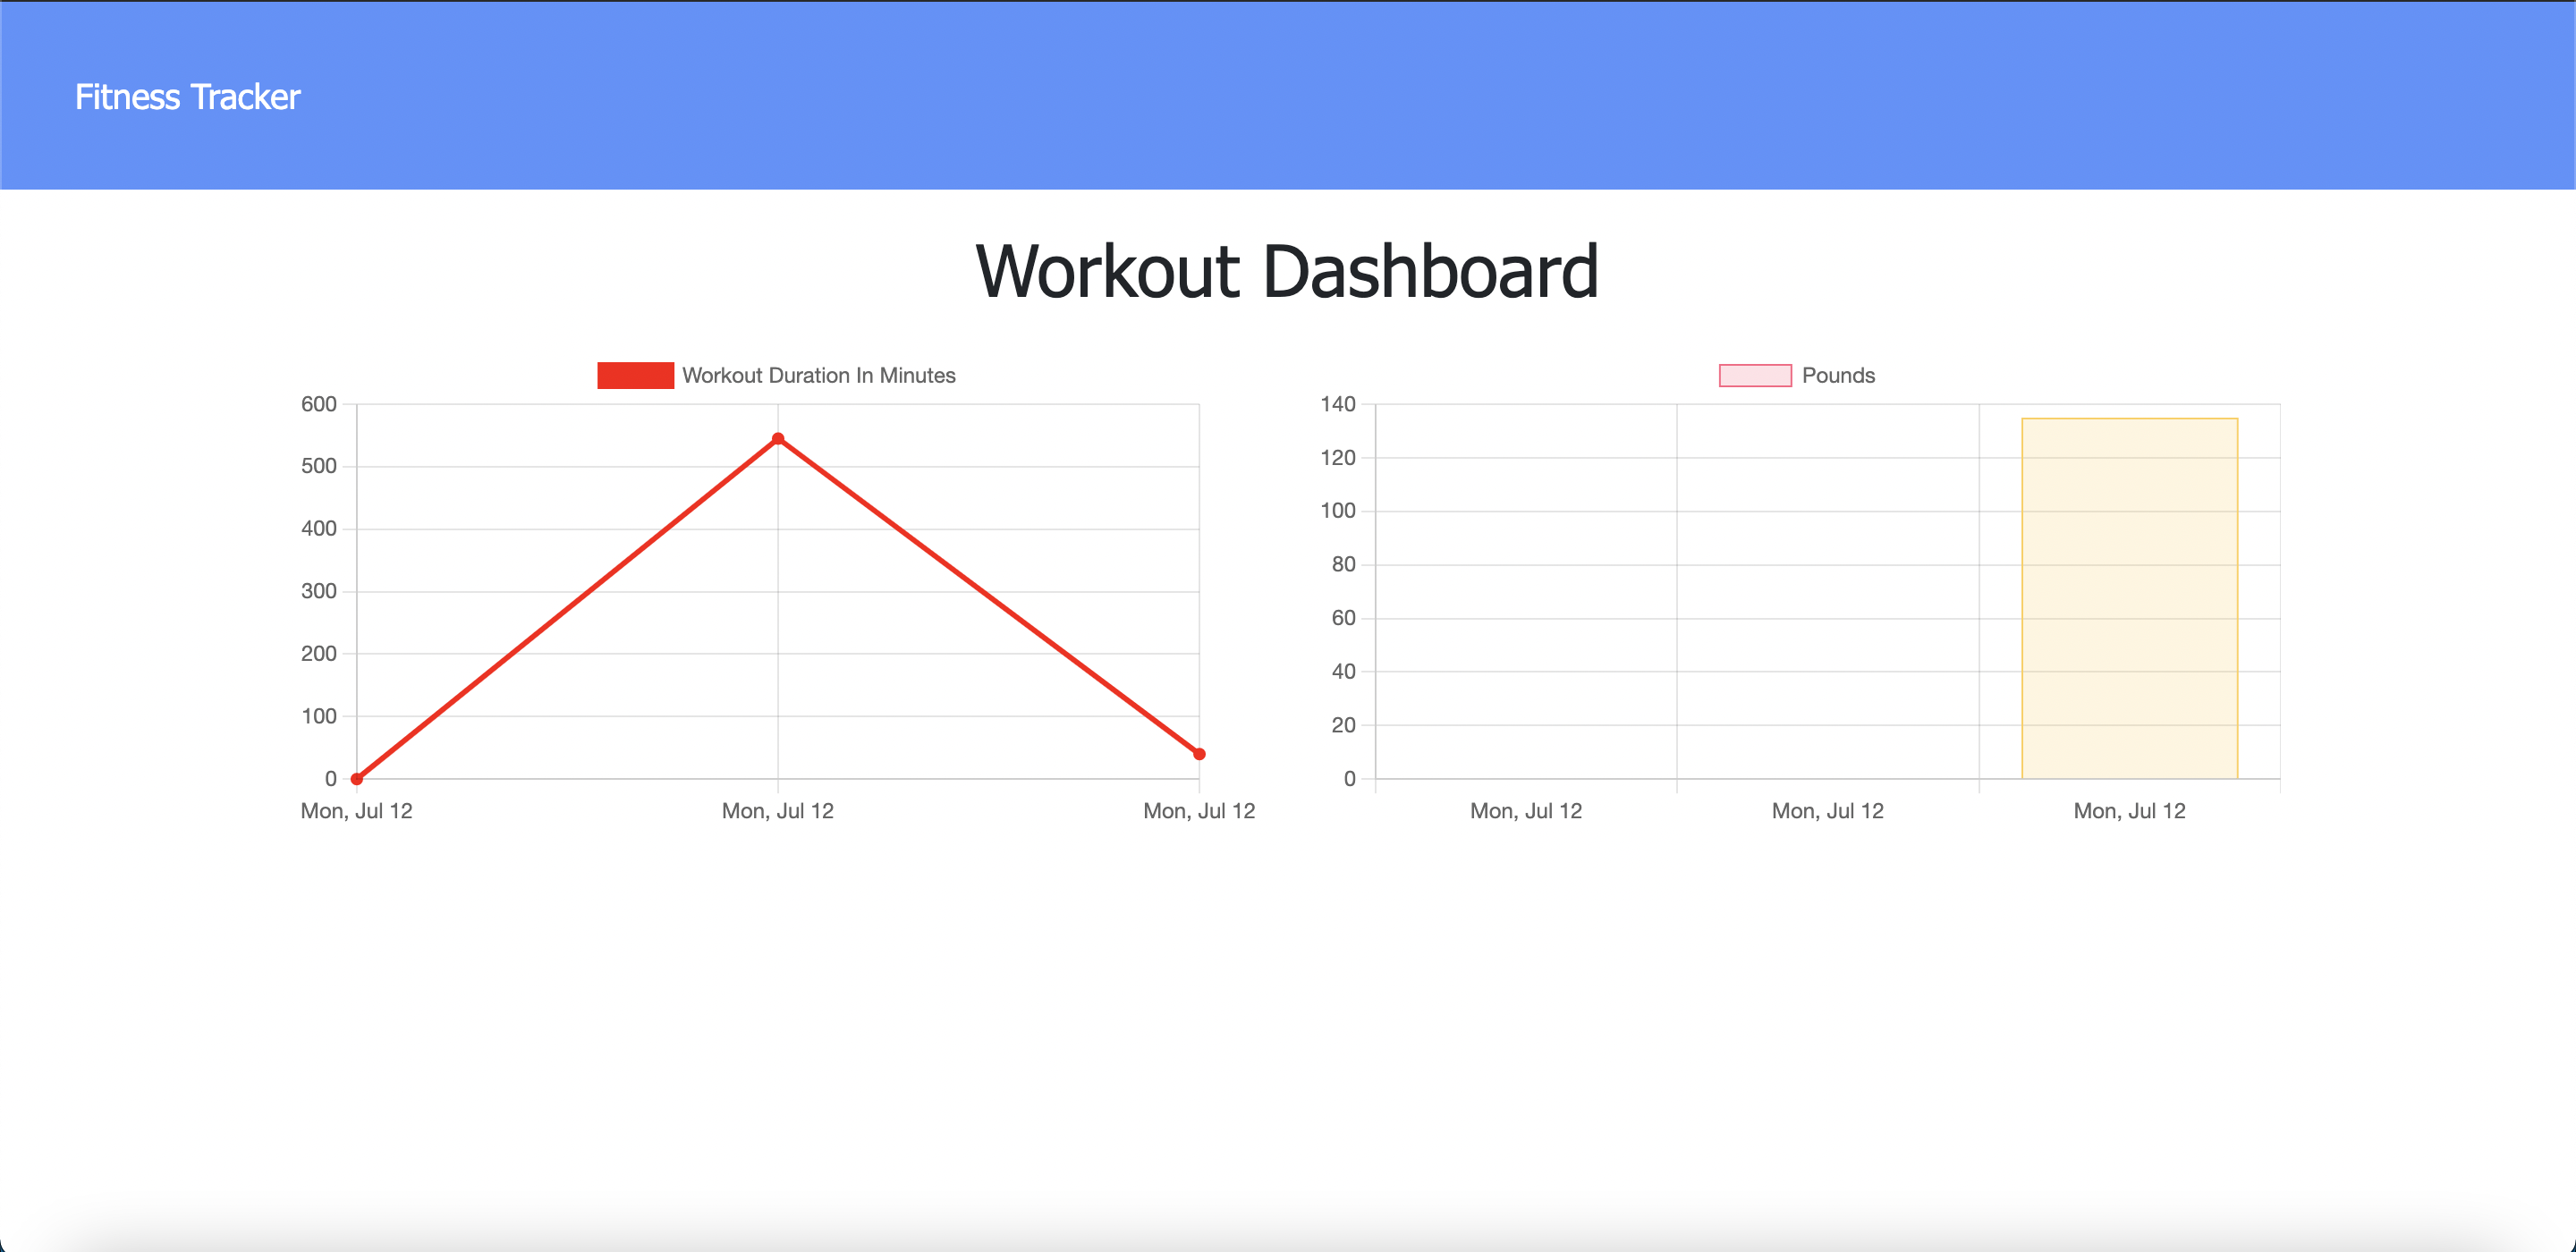 Fitness Tracker
Workout Dashboard
Workout Duration In Minutes
600
500
400
300
200
100
0
Mon, Jul 12 Mon, Jul 12 Mon, Jul 12
Pounds
140
120
100
80
60
40
20
0
Mon, Jul 12 Mon, Jul 12 Mon, Jul 12